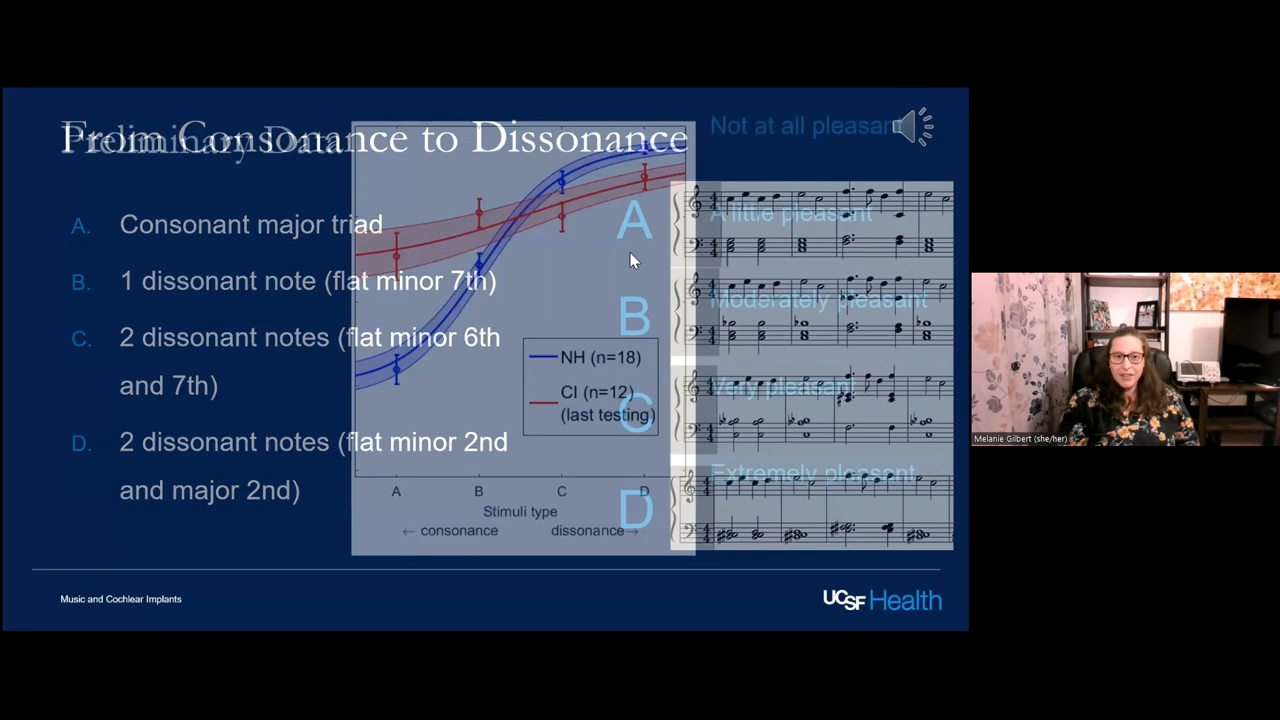 From Consonance to Dissonance
Preliminary Data
A. Consonant major triad
B. 1 dissonant note (flat minor 7th)
C. 2 dissonant notes (flat minor 6th
and 7th)
D. 2 dissonant notes (flat minor 2nd
and major 2nd)
NH (n=18)
CI (n=12)
(last testing)
A B C D
Stimuli type
← consonance dissonance→
A
B
C
D
Not at all pleasant
A little pleasant
Moderately pleasant
Very pleasant
Extremely pleasant
Music and Cochlear Implants
UCSF Health
Melanie Gilbert (she/her)